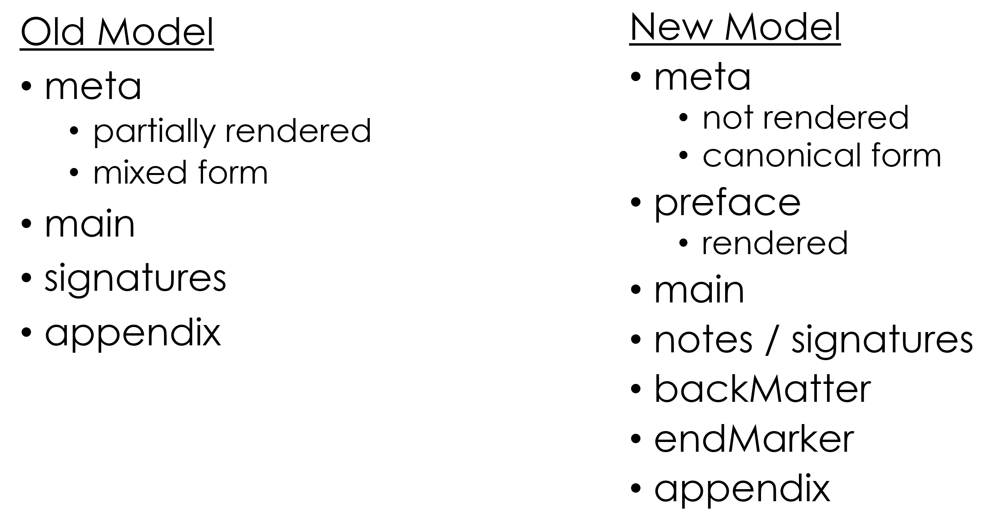 Old Model
• meta
• partially rendered
• mixed form
• main
• signatures
• appendix
New Model
• meta
• not rendered
• canonical form
• preface
• rendered
• main
• notes / signatures
• backMatter
• endMarker
• appendix